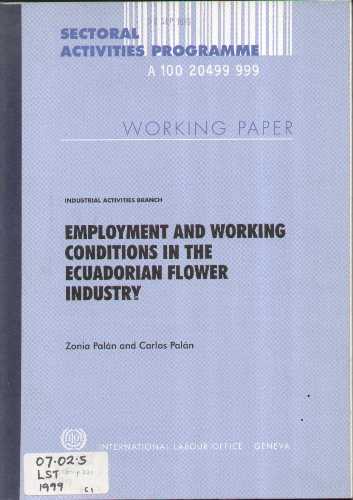 SECTORAL
ACTIVITIES PROGRAMME
A 100 20499 999
WORKING PAPER
INDUSTRIAL ACTIVITIES BRANCH
EMPLOYMENT AND WORKING
CONDITIONS IN THE
ECUADORIAN FLOWER
INDUSTRY
Zonia Palán and Carlos Palán
INTERNATIONAL LABOUR OFFICE GENEVA
07-02-5
LST
1999 c1